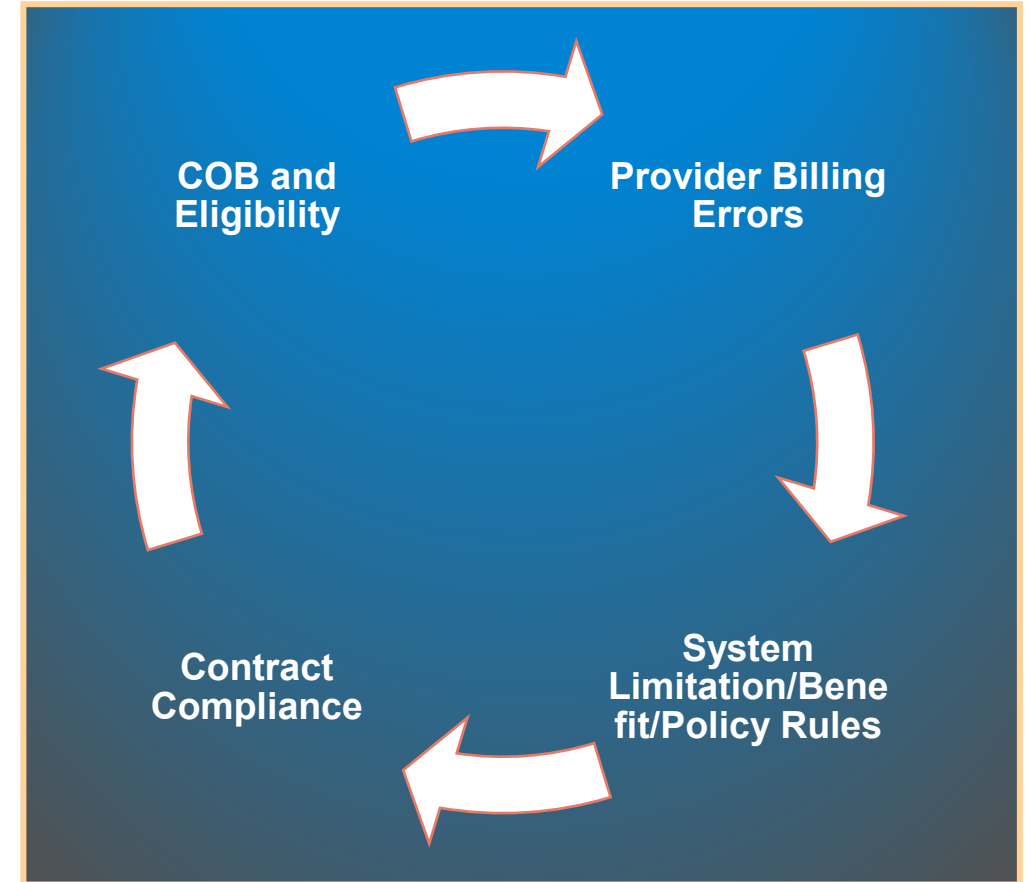 COB and
Eligibility
Provider Billing
Errors
System
Limitation/Bene
fit/Policy Rules
Contract
Compliance